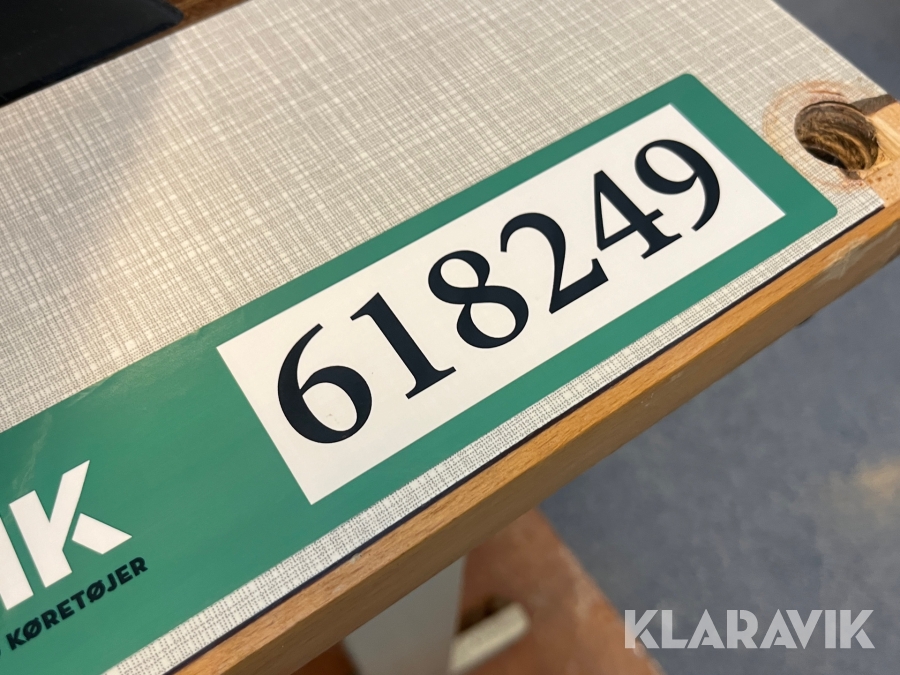 618249
IK
KØRETØJER
KLARAVIK